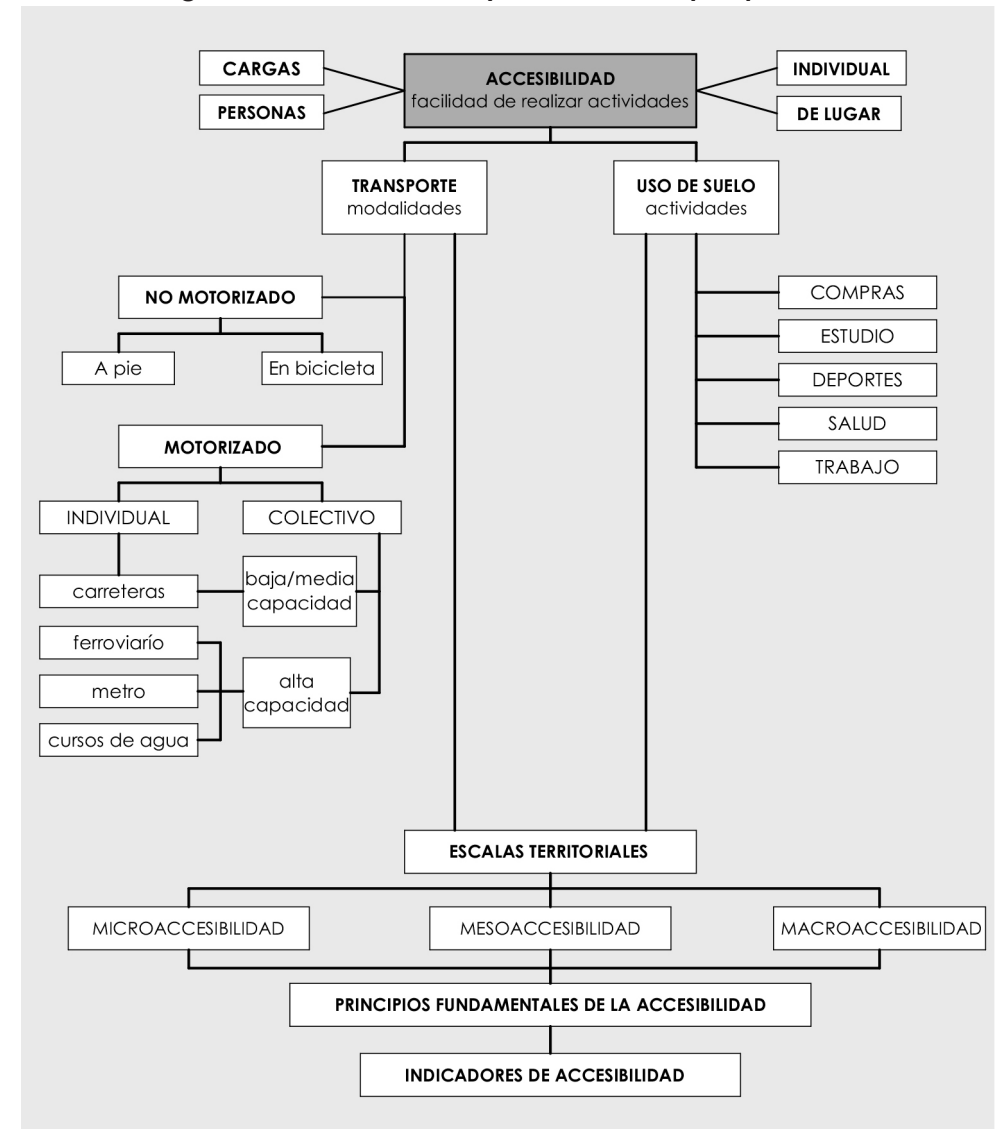 CARGAS
PERSONAS
ACCESIBILIDAD
facilidad de realizar actividades
INDIVIDUAL
DE LUGAR
TRANSPORTE
modalidades
USO DE SUELO
actividades
NO MOTORIZADO
A pie
En bicicleta
COMPRAS
ESTUDIO
DEPORTES
SALUD
TRABAJO
MOTORIZADO
INDIVIDUAL
COLECTIVO
carreteras
baja/media
capacidad
ferroviarío
metro
cursos de agua
alta
capacidad
ESCALAS TERRITORIALES
MICROACCESIBILIDAD
MESOACCESIBILIDAD
MACROACCESIBILIDAD
PRINCIPIOS FUNDAMENTALES DE LA ACCESIBILIDAD
INDICADORES DE ACCESIBILIDAD